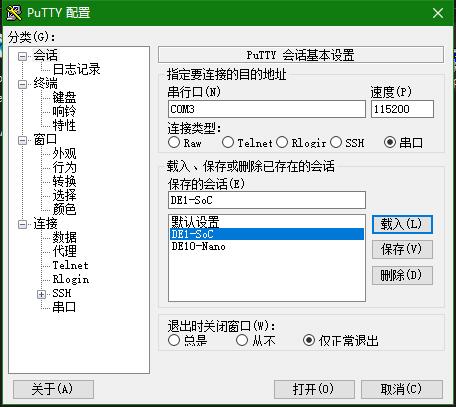 PuTTY 配置
分类(G):
会话
日志记录
终端
键盘
响铃
特性
窗口
外观
行为
转换
选择
颜色
连接
数据
代理
Telnet
Rlogin
SSH
串口
PuTTY 会话基本设置
指定要连接的目的地址
串行口(N) 速度(P)
COM3 115200
连接类型:
Raw Telnet Rlogir SSH 串口
载入、保存或删除已存在的会话
保存的会话(E)
DE1-SoC
默认设置 载入(L)
DE1-SoC
DE10-Nano 保存(V)
删除(D)
退出时关闭窗口(W):
总是 从不 仅正常退出
关于(A) 打开(O) 取消(C)